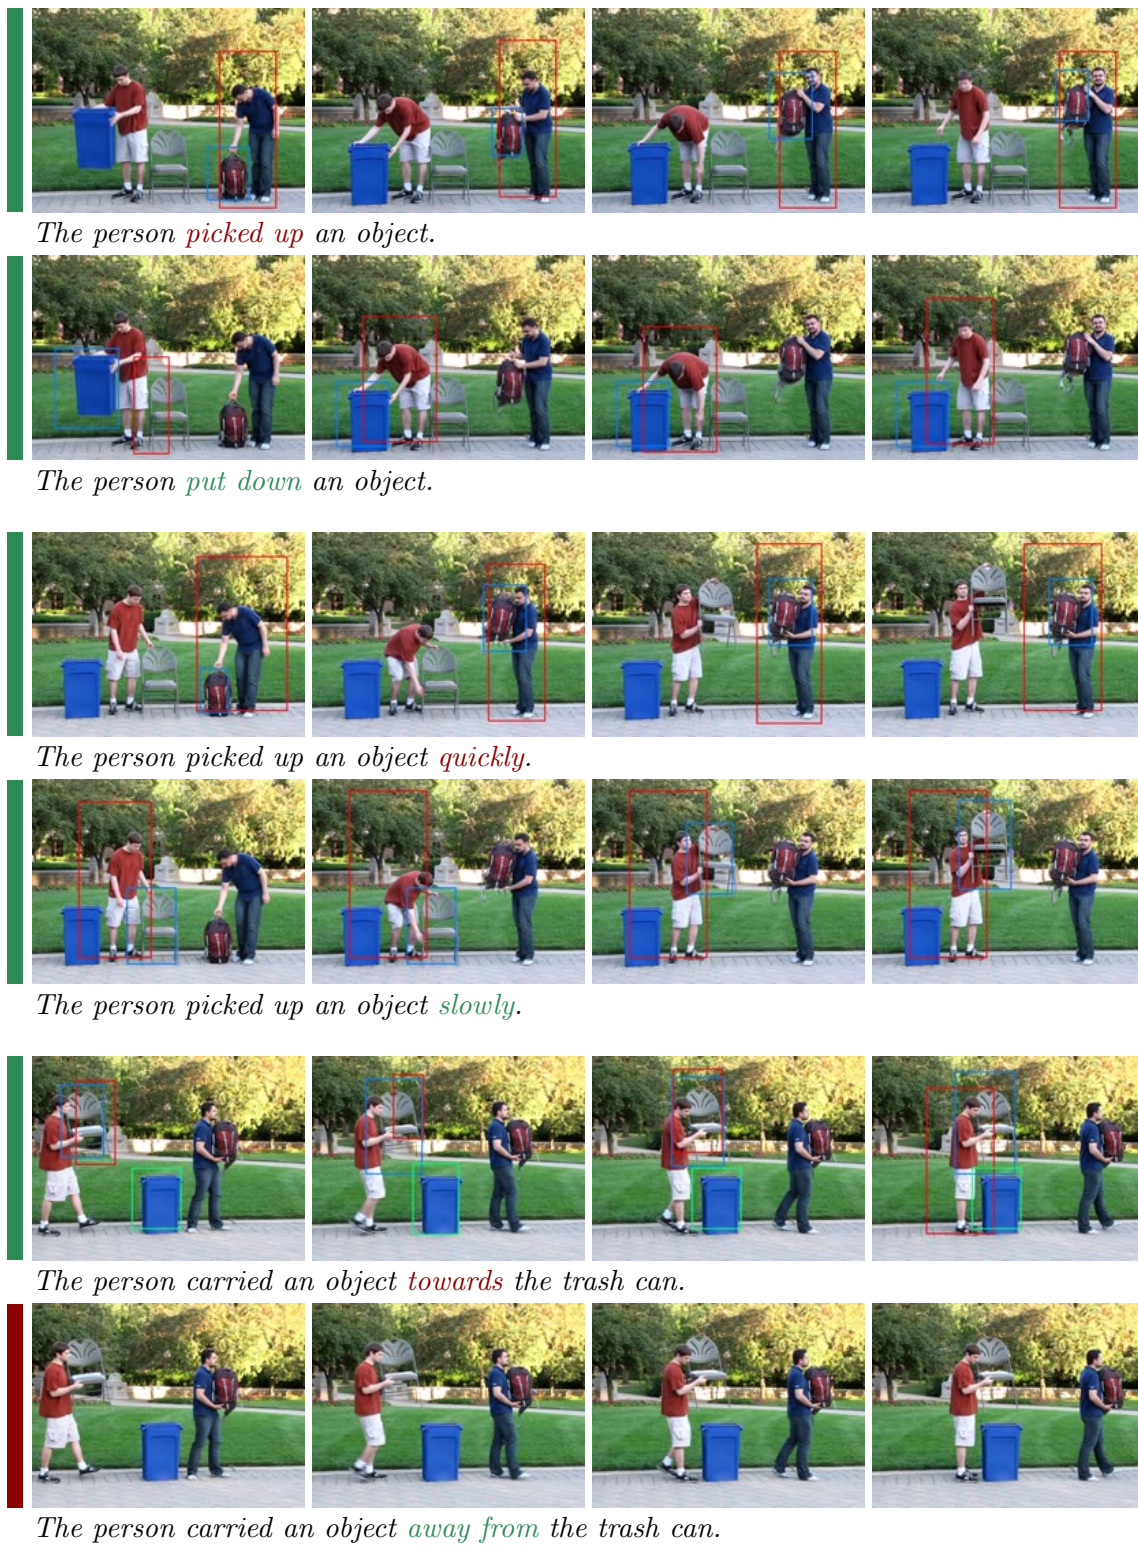 The person picked up an object.
The person put down an object.
The person picked up an object quickly.
The person picked up an object slowly.
The person carried an object towards the trash can.
The person carried an object away from the trash can.